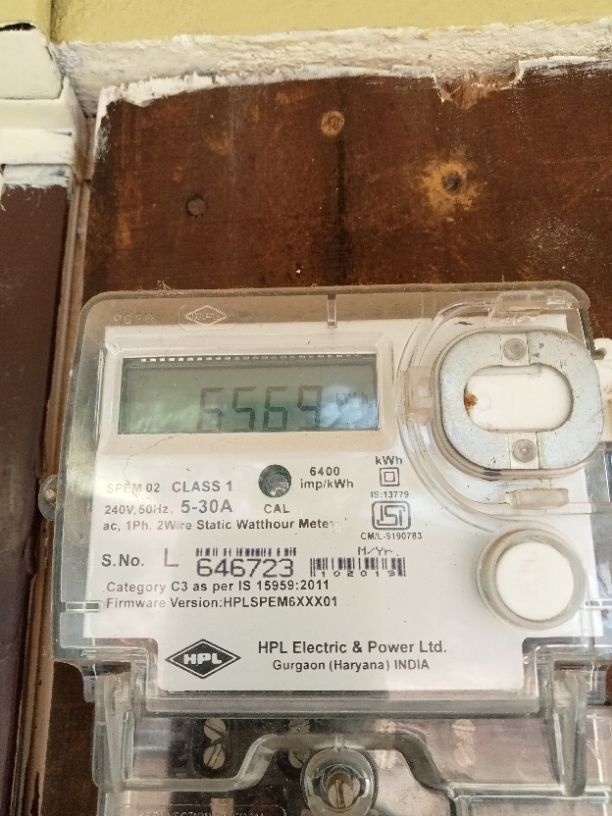 6569 kWh
SPEM 02 CLASS 1
6400
imp/kWh
kWh
IS:13779
240V,50Hz. 5-30A CAL
ac, 1Ph, 2Wire Static Watthour Meter
CM/L-9190783
S.No. L 646723
M/Yr.
102019
Category C3 as per IS 15959:2011
Firmware Version:HPLSPEM6XXX01
HPL
HPL Electric & Power Ltd.
Gurgaon (Haryana) INDIA